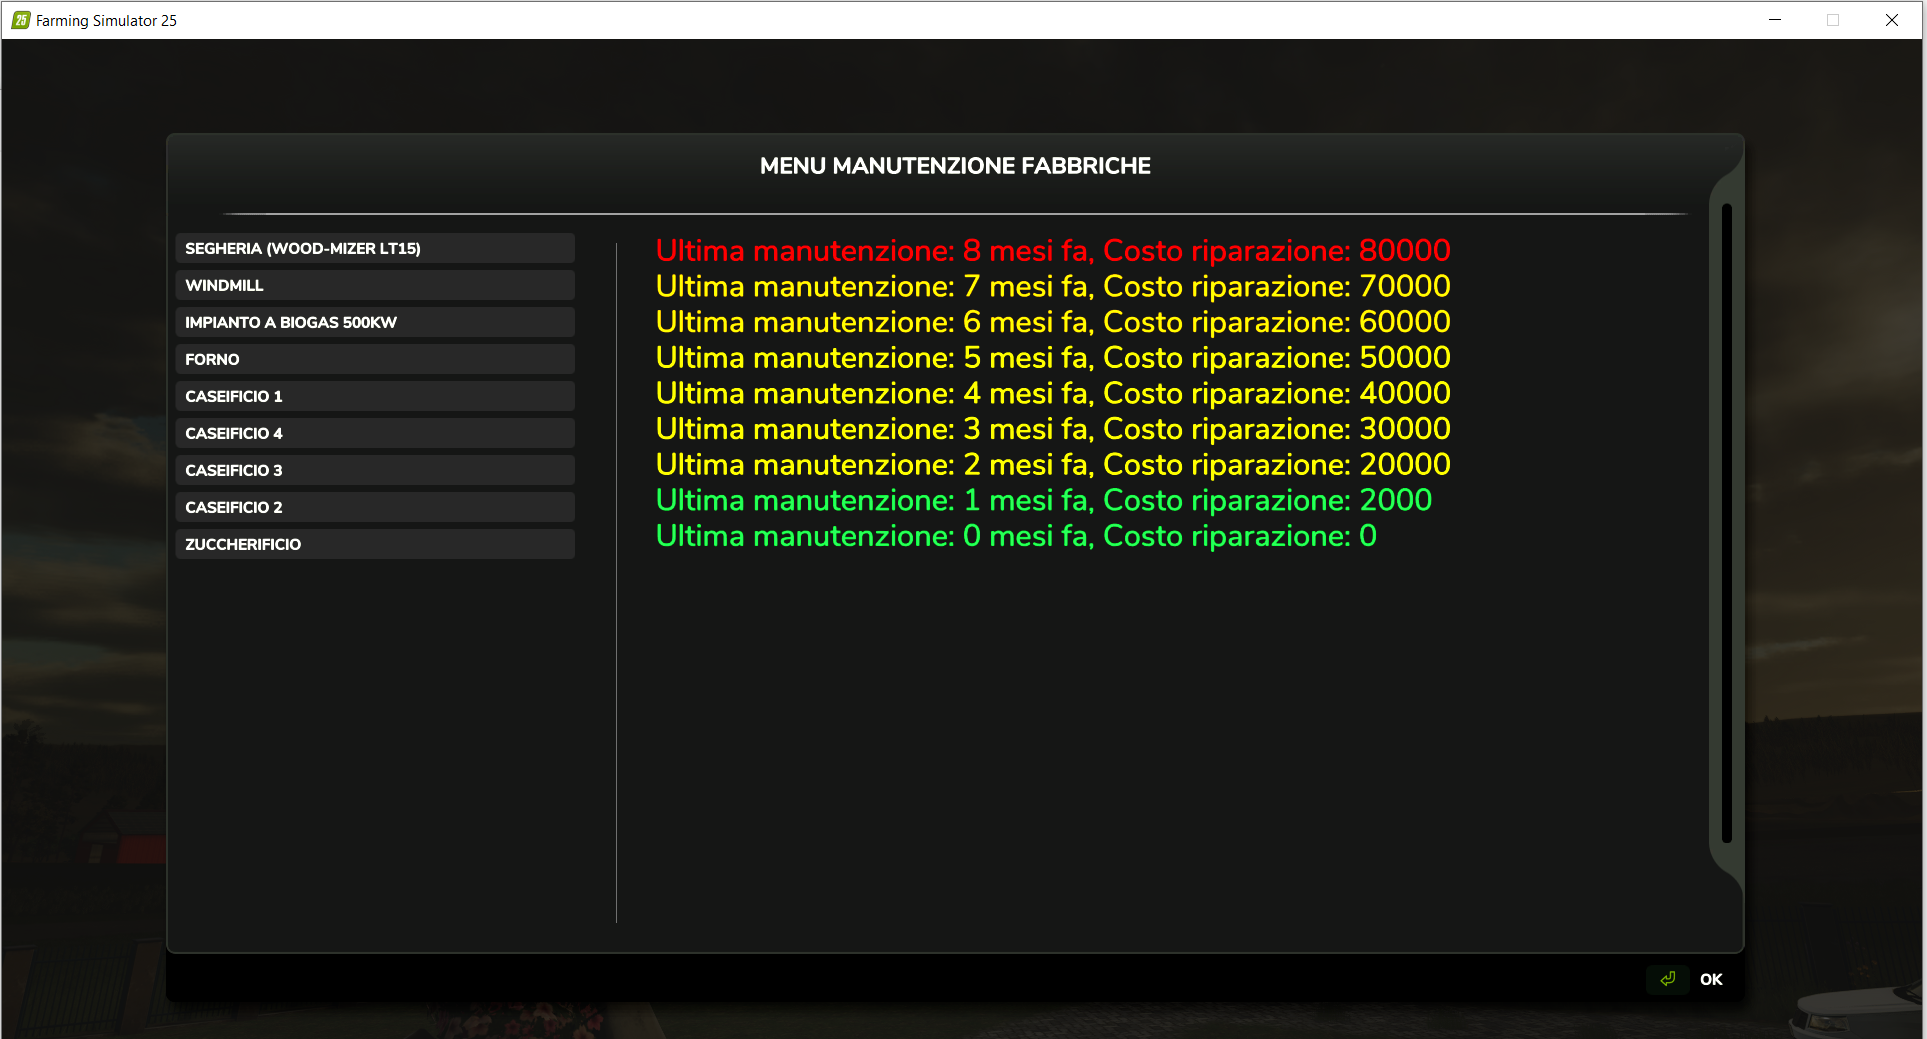 25 Farming Simulator 25
MENU MANUTENZIONE FABBRICHE
SEGHERIA (WOOD-MIZER LT15)
WINDMILL
IMPIANTO A BIOGAS 500KW
FORNO
CASEIFICIO 1
CASEIFICIO 4
CASEIFICIO 3
CASEIFICIO 2
ZUCCHERIFICIO
Ultima manutenzione: 8 mesi fa, Costo riparazione: 80000
Ultima manutenzione: 7 mesi fa, Costo riparazione: 70000
Ultima manutenzione: 6 mesi fa, Costo riparazione: 60000
Ultima manutenzione: 5 mesi fa, Costo riparazione: 50000
Ultima manutenzione: 4 mesi fa, Costo riparazione: 40000
Ultima manutenzione: 3 mesi fa, Costo riparazione: 30000
Ultima manutenzione: 2 mesi fa, Costo riparazione: 20000
Ultima manutenzione: 1 mesi fa, Costo riparazione: 2000
Ultima manutenzione: 0 mesi fa, Costo riparazione: 0
OK